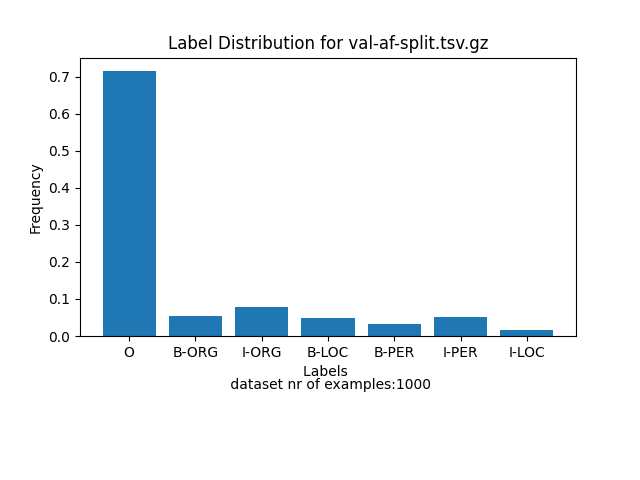 Label Distribution for val-af-split.tsv.gz
Frequency
0.7
0.6
0.5
0.4
0.3
0.2
0.1
0.0
O B-ORG I-ORG B-LOC B-PER I-PER I-LOC
Labels
dataset nr of examples:1000